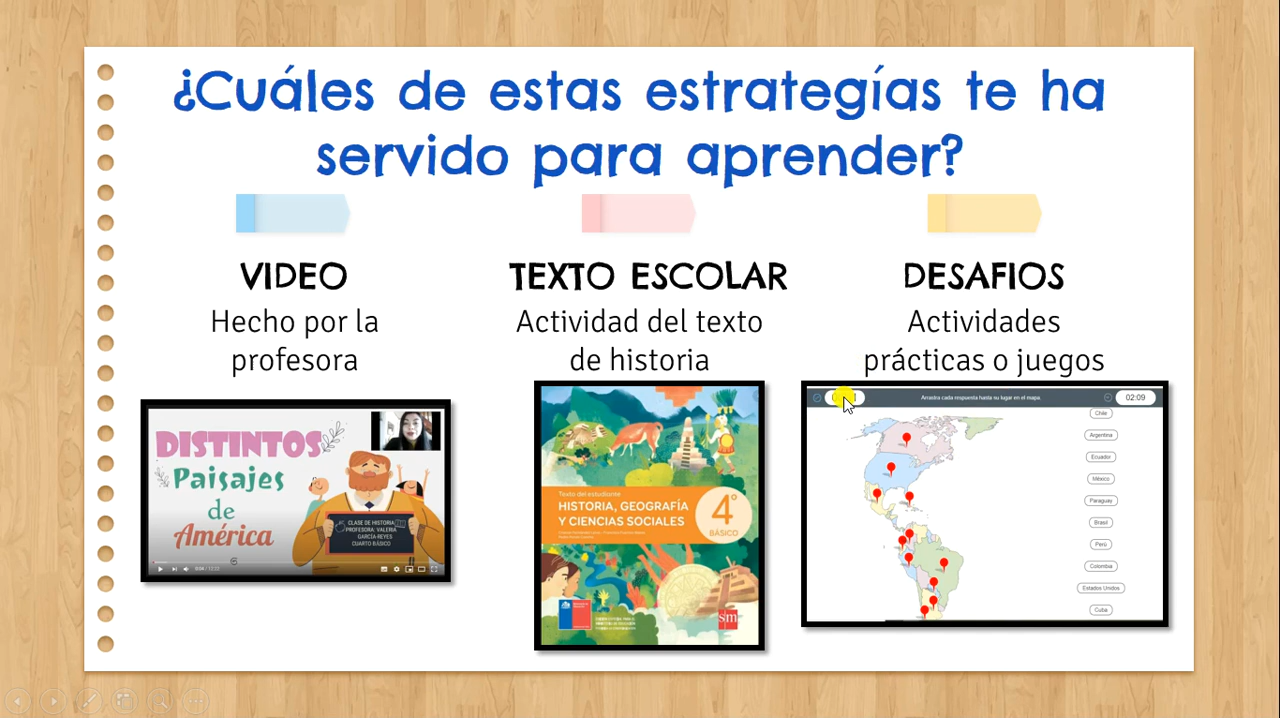 ¿Cuáles de estas estrategías te ha
servido para aprender?
VIDEO
Hecho por la
profesora
DISTINTOS
Paisajes
de
América
CLASE DE HISTORIA
PROFESORA: VALERIA
GARCÍA-REYES
CUARTO BÁSICO
TEXTO ESCOLAR
Actividad del texto
de historia
Texto del estudiante
HISTORIA, GEOGRAFÍA
Y CIENCIAS SOCIALES
4°
BÁSICO
sm
DESAFIOS
Actividades
prácticas o juegos
Arrastra cada respuesta hasta su lugar en el mapa.
02:09
Chile
Argentina
Ecuador
México
Paraguay
Brasil
Perú
Colombia
Estados Unidos
Cuba